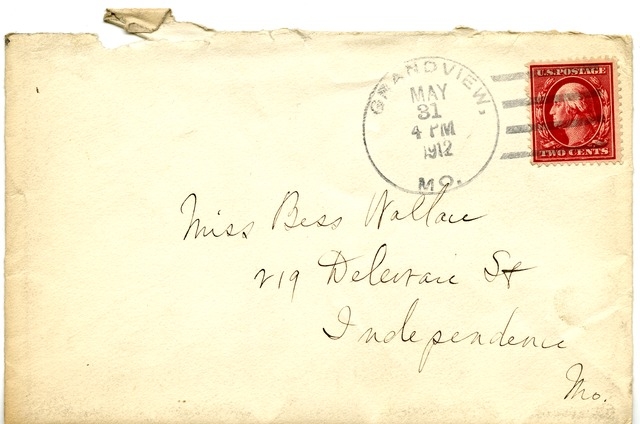 GRANDVIEW,
MAY
31
4 PM
1912
MO.
U.S. POSTAGE
TWO CENTS
Miss Bess Wallace
219 Delaware St
Independence
Mo.